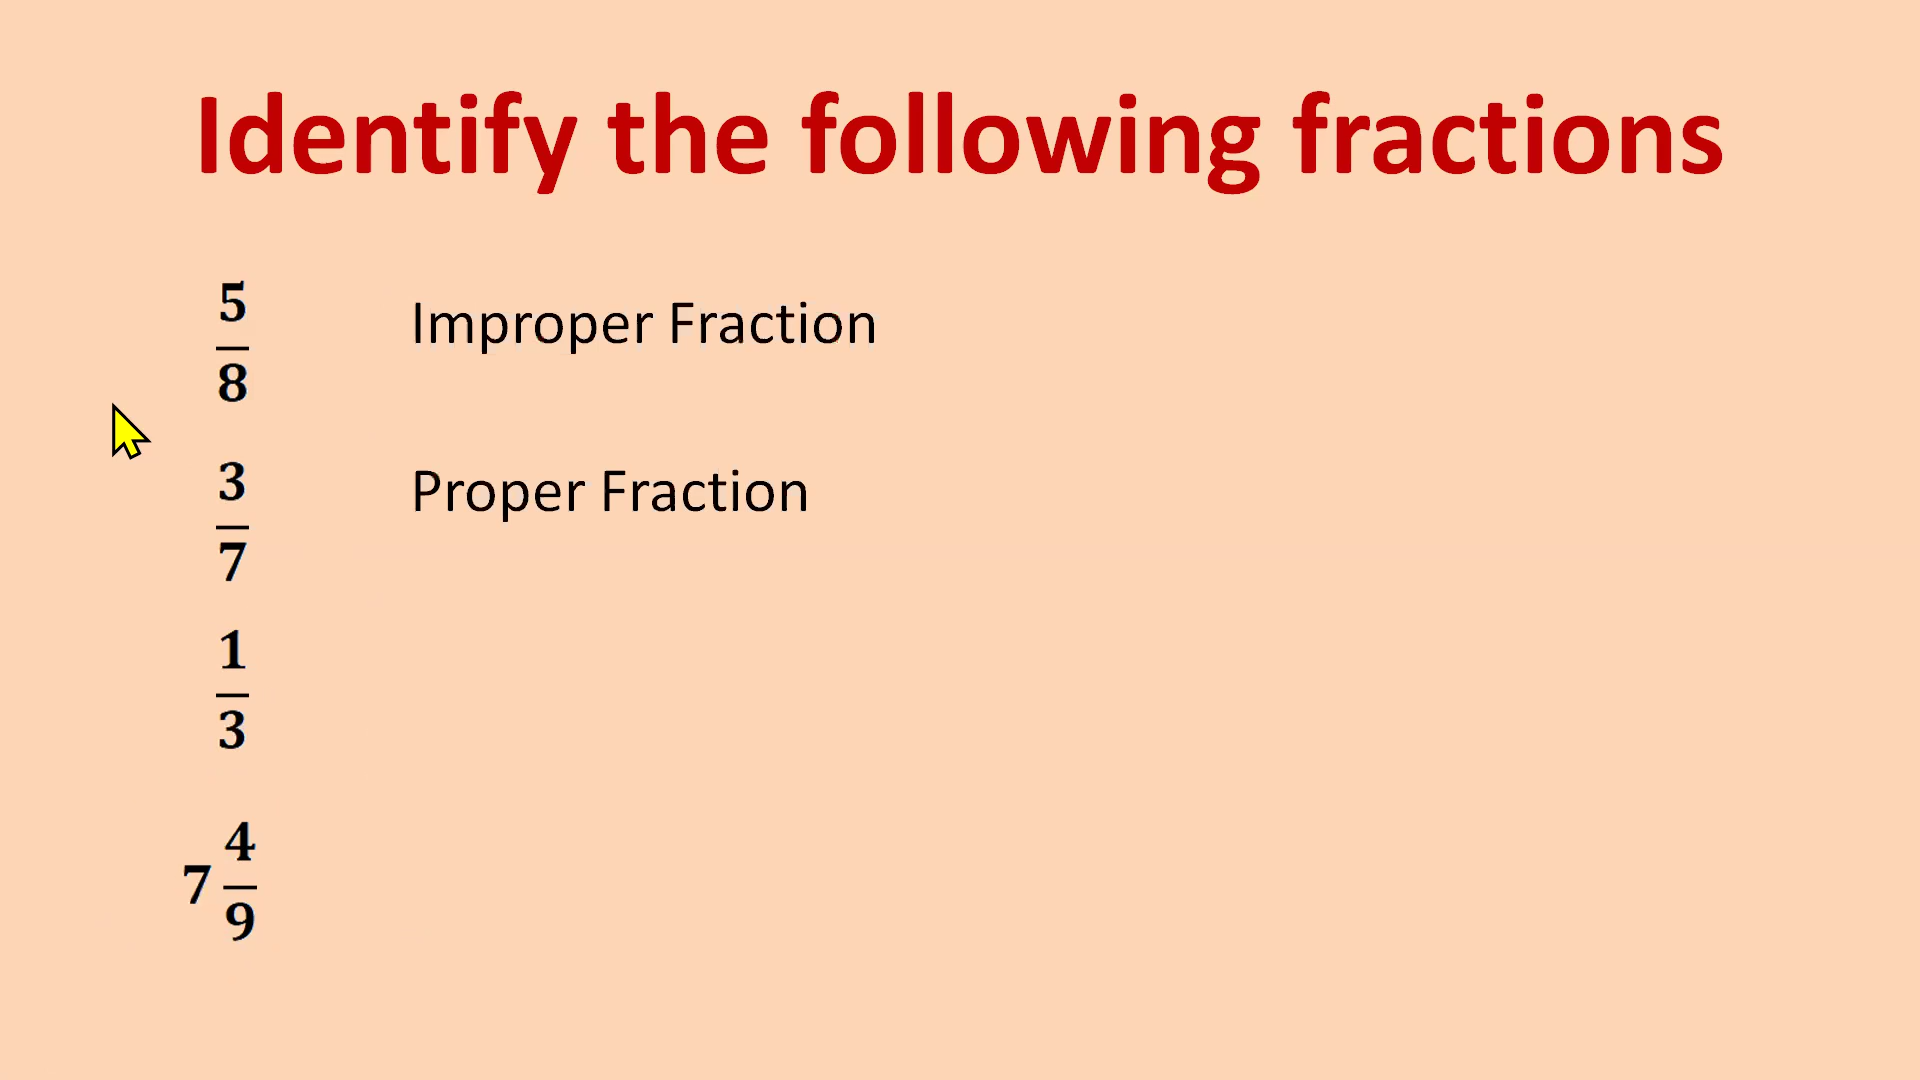 Identify the following fractions
5/8 Improper Fraction
3/7 Proper Fraction
1/3
7 4/9